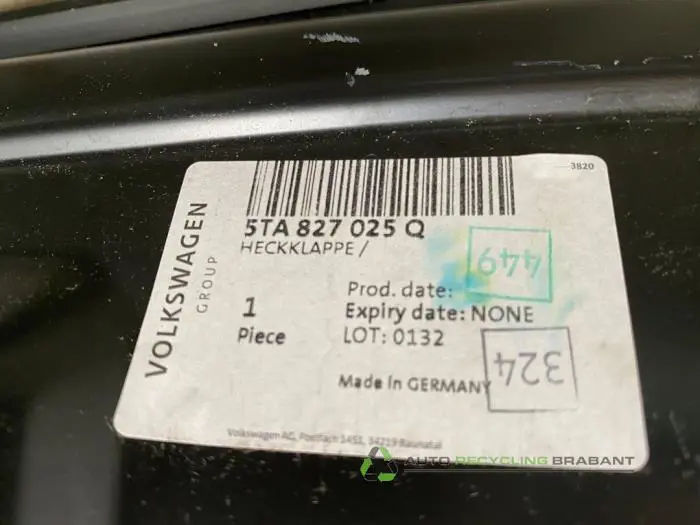 3820
5TA 827 025 Q
HECKKLAPPE /
VOLKSWAGEN
GROUP
449
Prod. date:
1
Piece
Expiry date: NONE
LOT: 0132
324
Made in GERMANY
Volkswagen AG, Postfach 1453, 34219 Baunatal
AUTO RECYCLING BRABANT